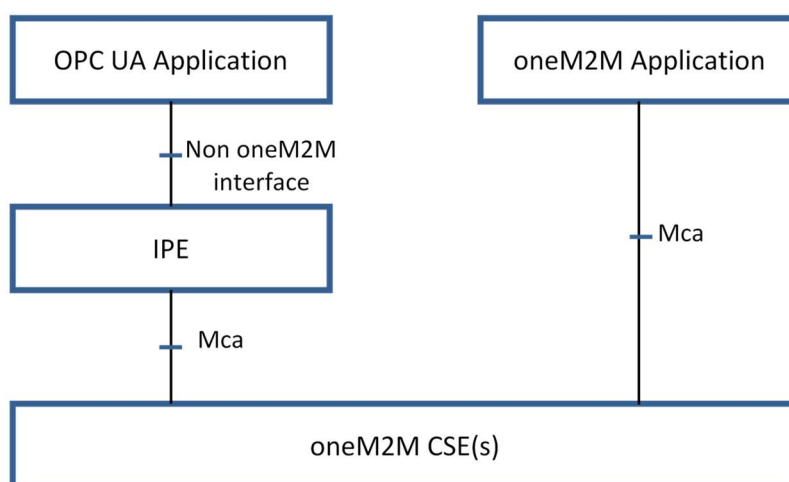 OPC UA Application
oneM2M Application
Non oneM2M
interface
Mca
IPE
Mca
oneM2M CSE(s)